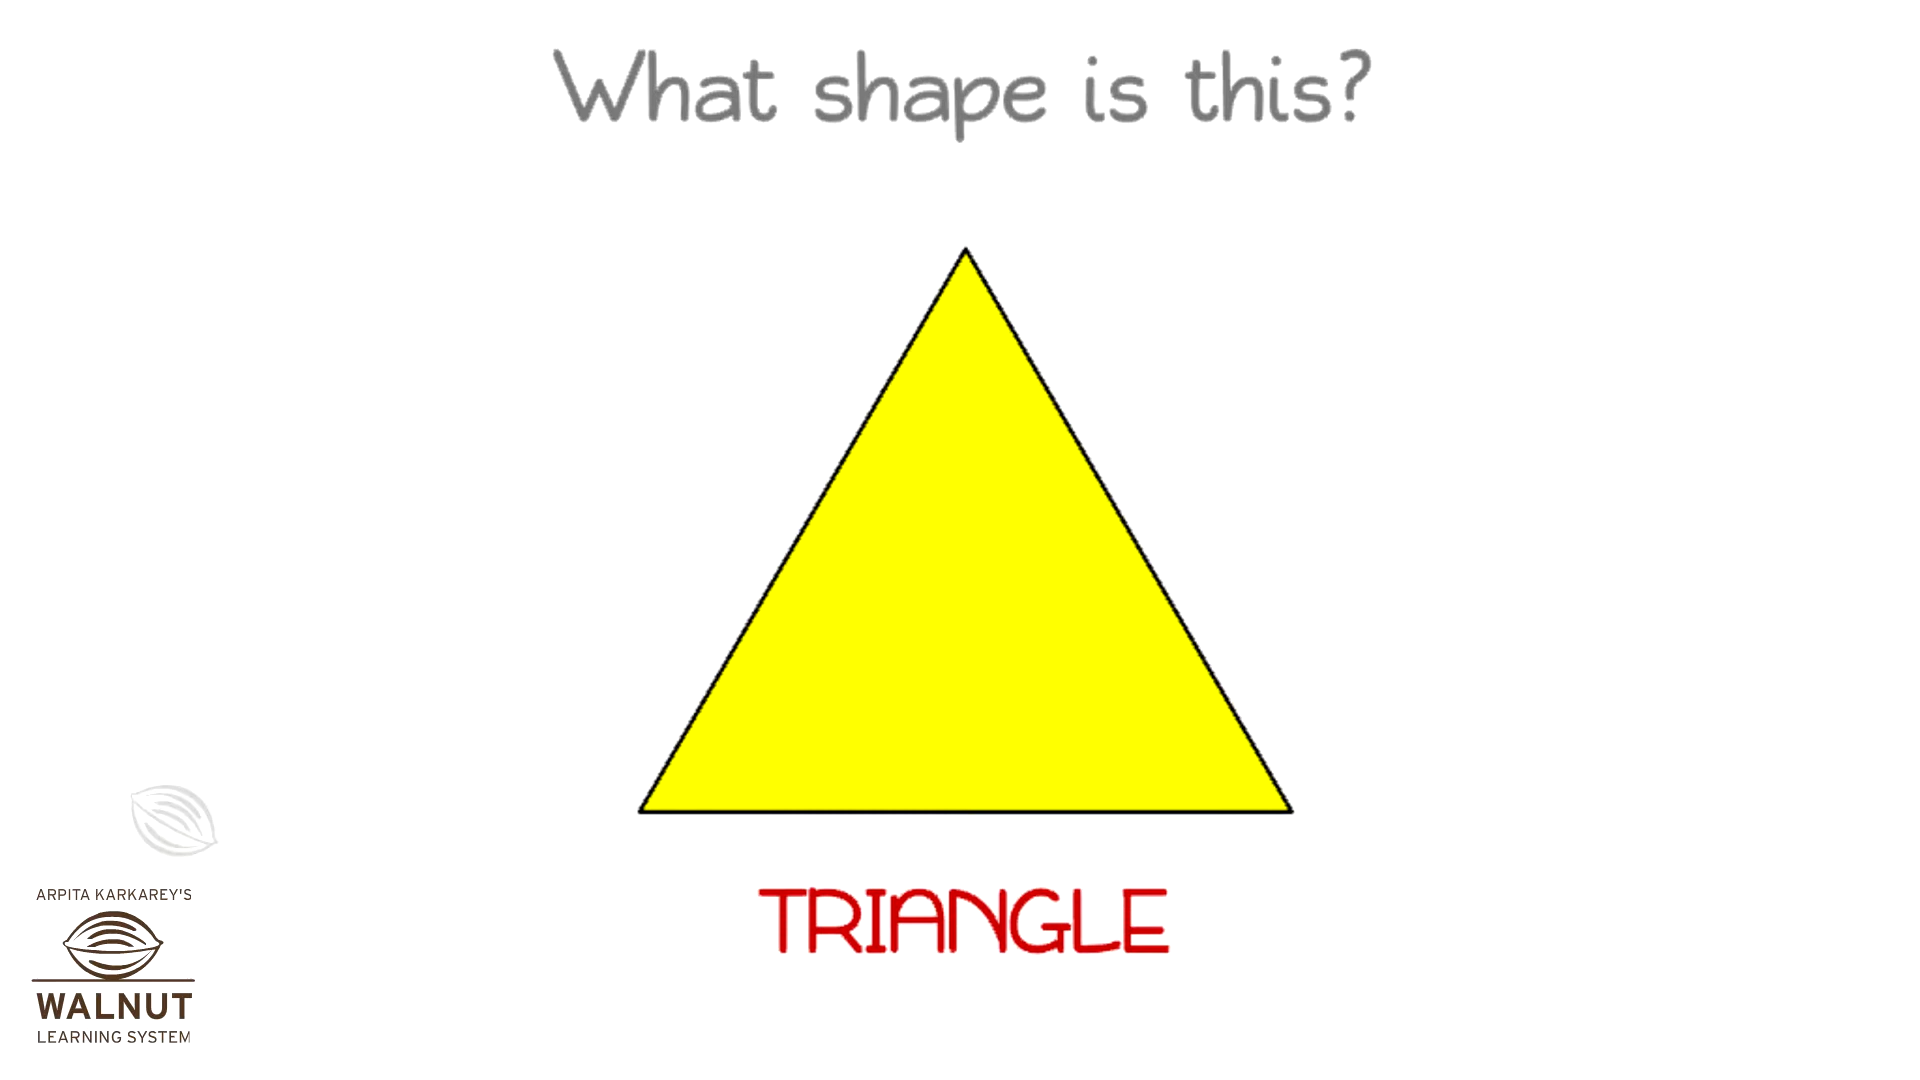 What shape is this?
TRIANGLE
ARPITA KARKAREY'S
WALNUT
LEARNING SYSTEM